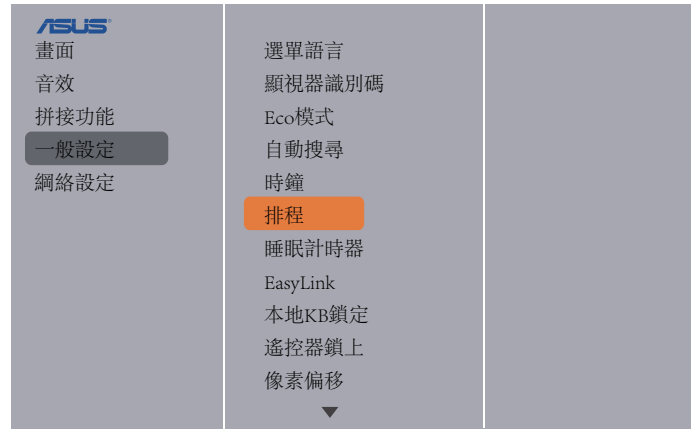 ASUS
畫面
音效
拼接功能
一般設定
網絡設定
選單語言
顯視器識別碼
Eco模式
自動搜尋
時鐘
排程
睡眠計時器
EasyLink
本地KB鎖定
遙控器鎖上
像素偏移